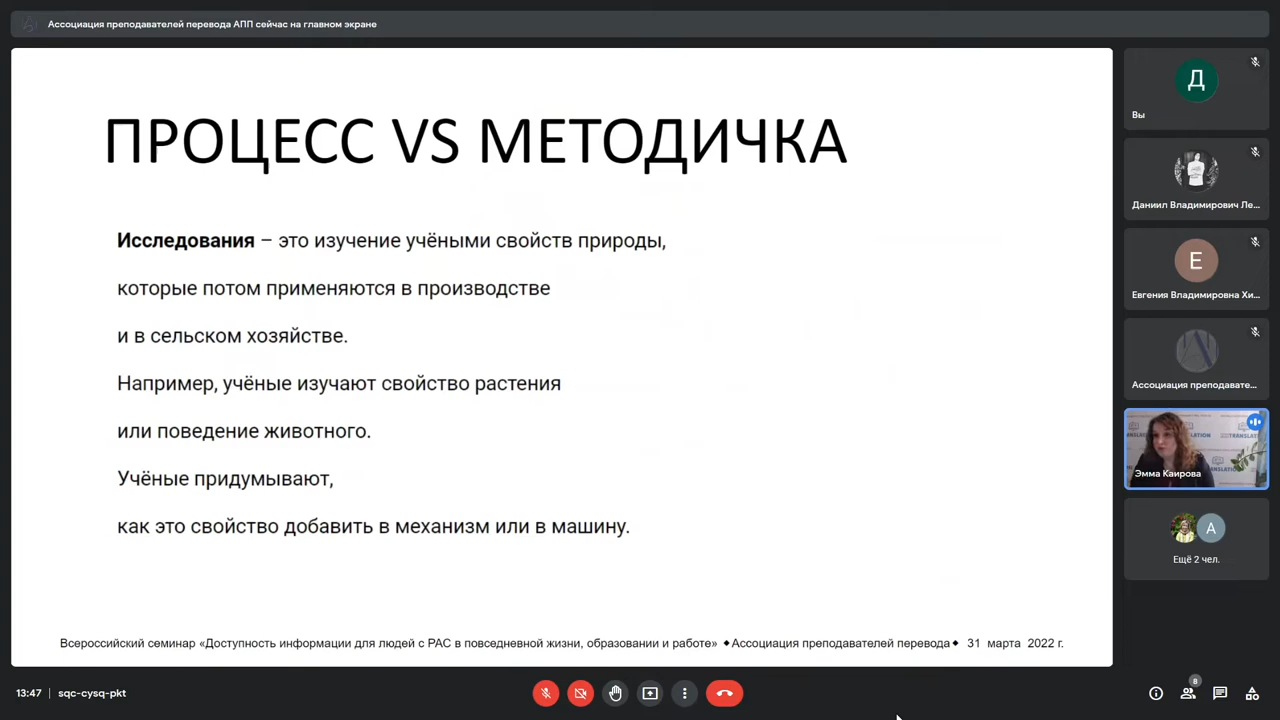 Ассоциация преподавателей перевода АПП сейчас на главном экране
ПРОЦЕСС VS МЕТОДИЧКА
Исследования – это изучение учёными свойств природы,
которые потом применяются в производстве
и в сельском хозяйстве.
Например, учёные изучают свойство растения
или поведение животного.
Учёные придумывают,
как это свойство добавить в механизм или в машину.
Всероссийский семинар «Доступность информации для людей с РАС в повседневной жизни, образовании и работе» ◆Ассоциация преподавателей перевода◆ 31 марта 2022 г.
Д
Вы
Даниил Владимирович Ле...
Е
Евгения Владимировна Хи...
Ассоциация преподавате...
TRANSLATION
Эмма Каирова
А
Ещё 2 чел.
13:47 | sqc-cysq-pkt
8